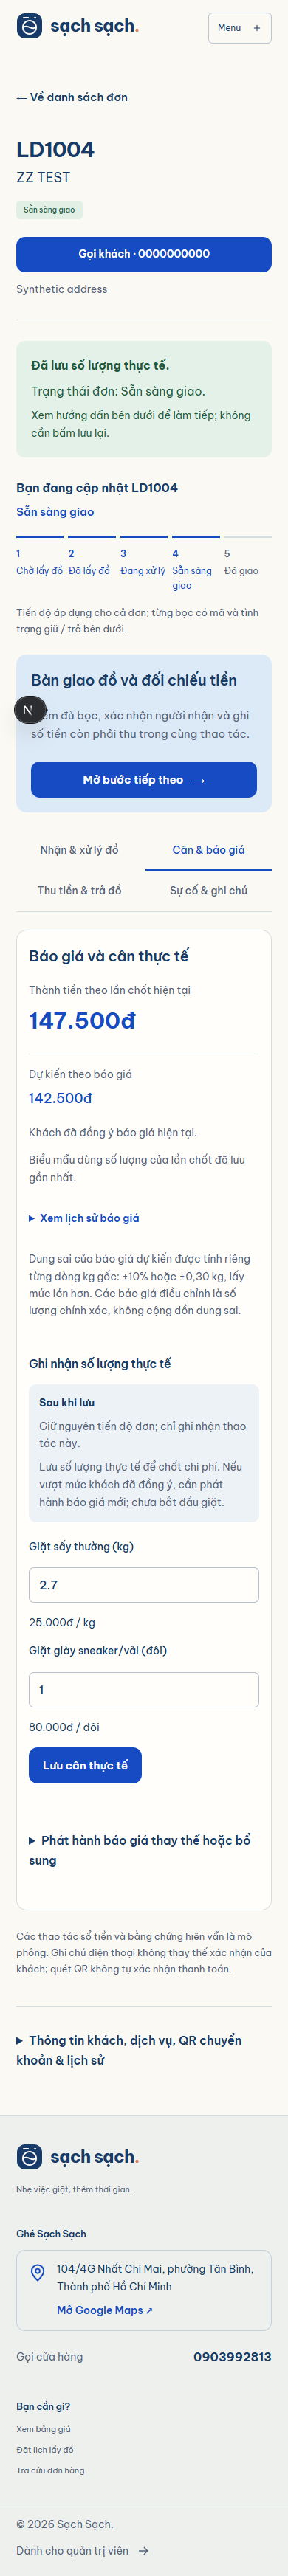 sạch sạch.
Menu +
← Về danh sách đơn
LD1004
ZZ TEST
Sẵn sàng giao
Gọi khách · 0000000000
Synthetic address
Đã lưu số lượng thực tế.
Trạng thái đơn: Sẵn sàng giao.
Xem hướng dẫn bên dưới để làm tiếp; không
cần bấm lưu lại.
Bạn đang cập nhật LD1004
Sẵn sàng giao
1
Chờ lấy đồ
2
Đã lấy đồ
3
Đang xử lý
4
Sẵn sàng
giao
5
Đã giao
Tiến độ áp dụng cho cả đơn; từng bọc có mã và tình
trạng giữ / trả bên dưới.
Bàn giao đồ và đối chiếu tiền
N
đủ bọc, xác nhận người nhận và ghi
số tiền còn phải thu trong cùng thao tác.
Mở bước tiếp theo →
Nhận & xử lý đồ
Cân & báo giá
Thu tiền & trả đồ
Sự cố & ghi chú
Báo giá và cân thực tế
Thành tiền theo lần chốt hiện tại
147.500đ
Dự kiến theo báo giá
142.500đ
Khách đã đồng ý báo giá hiện tại.
Biểu mẫu dùng số lượng của lần chốt đã lưu
gần nhất.
▶ Xem lịch sử báo giá
Dung sai của báo giá dự kiến được tính riêng
từng dòng kg gốc: ±10% hoặc ±0,30 kg, lấy
mức lớn hơn. Các báo giá điều chỉnh là số
lượng chính xác, không cộng dồn dung sai.
Ghi nhận số lượng thực tế
Sau khi lưu
Giữ nguyên tiến độ đơn; chỉ ghi nhận thao
tác này.
Lưu số lượng thực tế để chốt chi phí. Nếu
vượt mức khách đã đồng ý, cần phát
hành báo giá mới; chưa bắt đầu giặt.
Giặt sấy thường (kg)
2.7
25.000đ / kg
Giặt giày sneaker/vải (đôi)
1
80.000đ / đôi
Lưu cân thực tế
▶ Phát hành báo giá thay thế hoặc bổ
sung
Các thao tác sổ tiền và bằng chứng hiện vẫn là mô
phỏng. Ghi chú điện thoại không thay thế xác nhận của
khách; quét QR không tự xác nhận thanh toán.
▶ Thông tin khách, dịch vụ, QR chuyển
khoản & lịch sử
sạch sạch.
Nhẹ việc giặt, thêm thời gian.
Ghé Sạch Sạch
104/4G Nhất Chi Mai, phường Tân Bình,
Thành phố Hồ Chí Minh
Mở Google Maps ↗
Gọi cửa hàng
0903992813
Bạn cần gì?
Xem bảng giá
Đặt lịch lấy đồ
Tra cứu đơn hàng
© 2026 Sạch Sạch.
Dành cho quản trị viên →